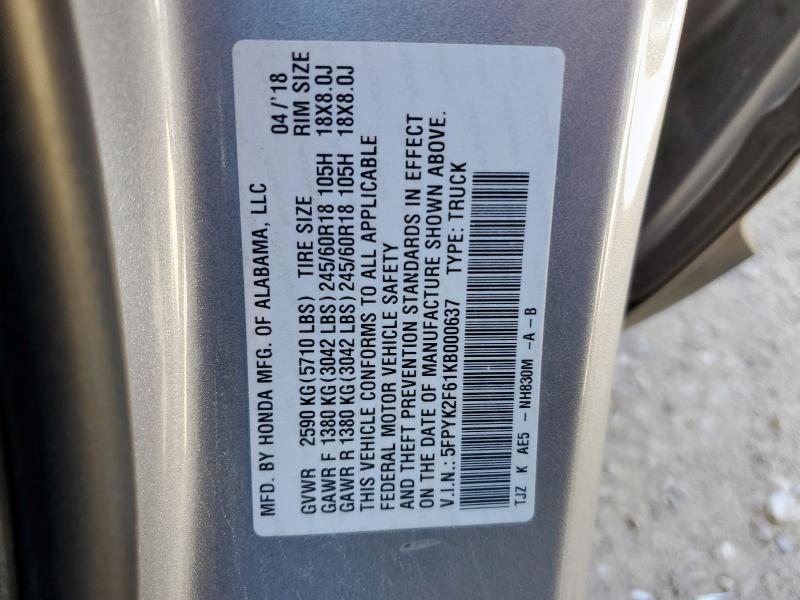 MFD. BY HONDA MFG. OF ALABAMA, LLC 04/'18
GVWR 2590 KG (5710 LBS) TIRE SIZE RIM SIZE
GAWR F 1380 KG (3042 LBS) 245/60R18 105H 18X8.0J
GAWR R 1380 KG (3042 LBS) 245/60R18 105H 18X8.0J
THIS VEHICLE CONFORMS TO ALL APPLICABLE
FEDERAL MOTOR VEHICLE SAFETY
AND THEFT PREVENTION STANDARDS IN EFFECT
ON THE DATE OF MANUFACTURE SHOWN ABOVE.
V.I.N.: 5FPYK2F61KB000637 TYPE: TRUCK
TJZ K AE5 - NH830M -A-B